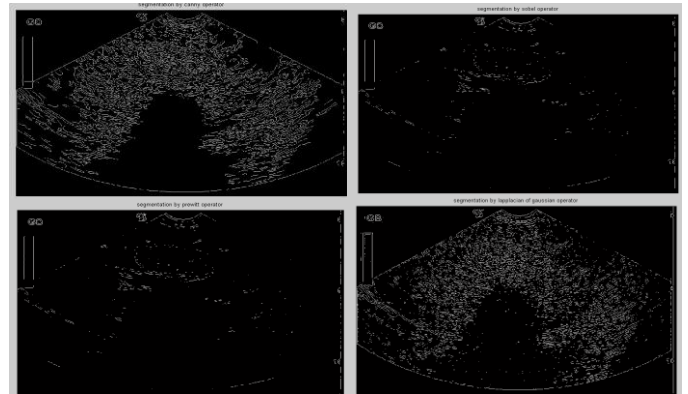 segmentation by canny operator
segmentation by sobel operator
segmentation by prewitt operator
segmentation by lapplacian of gaussian operator